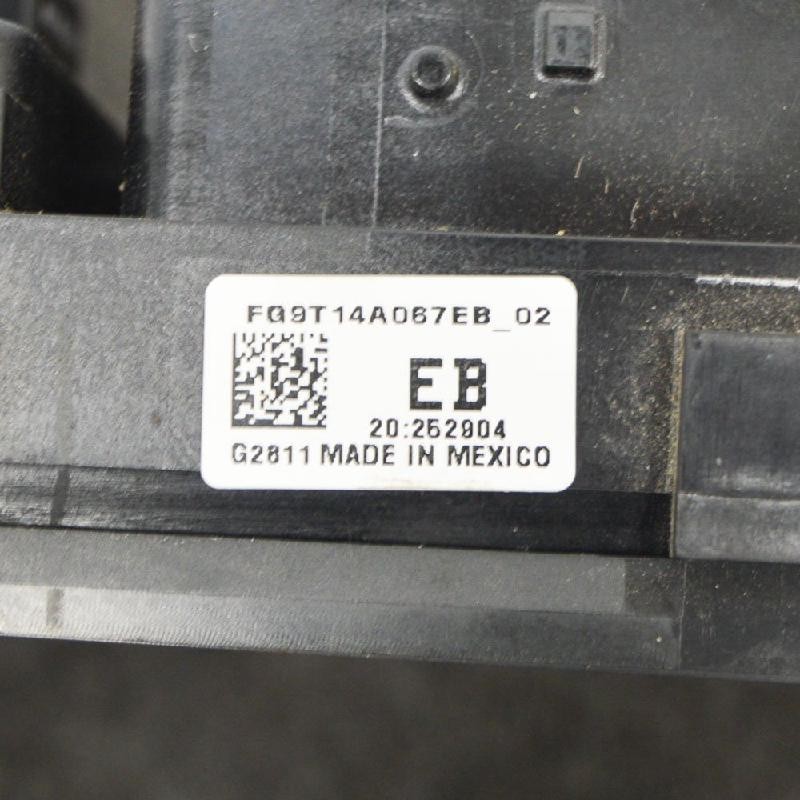 FG9T14A067EB_02
EB
20:252904
G2811 MADE IN MEXICO